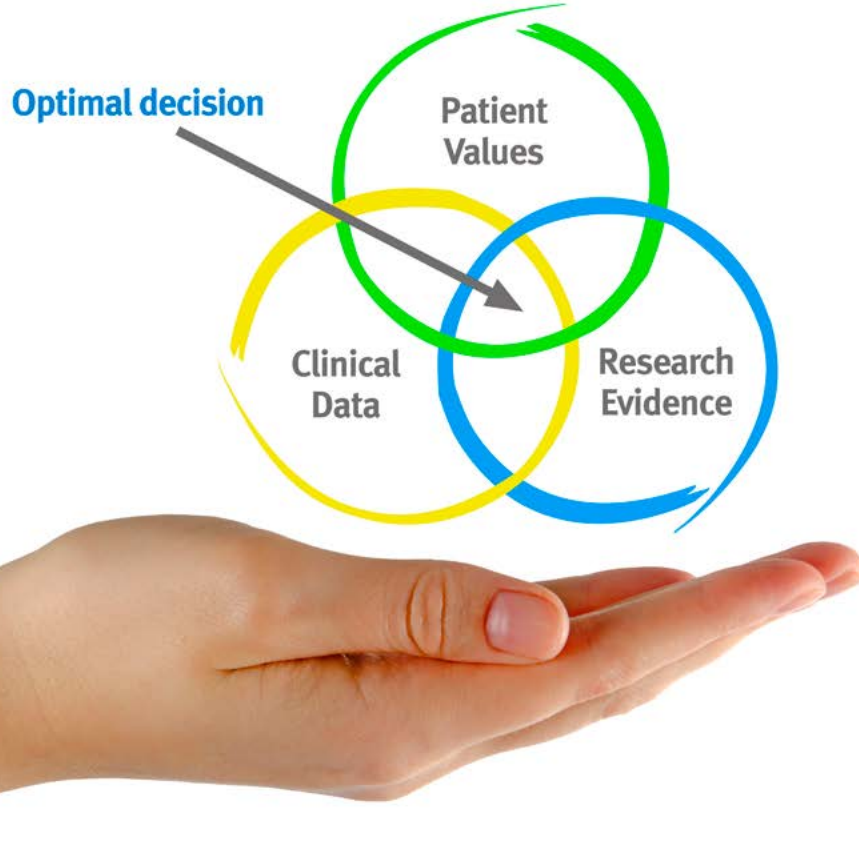 Optimal decision
Patient
Values
Clinical
Data
Research
Evidence